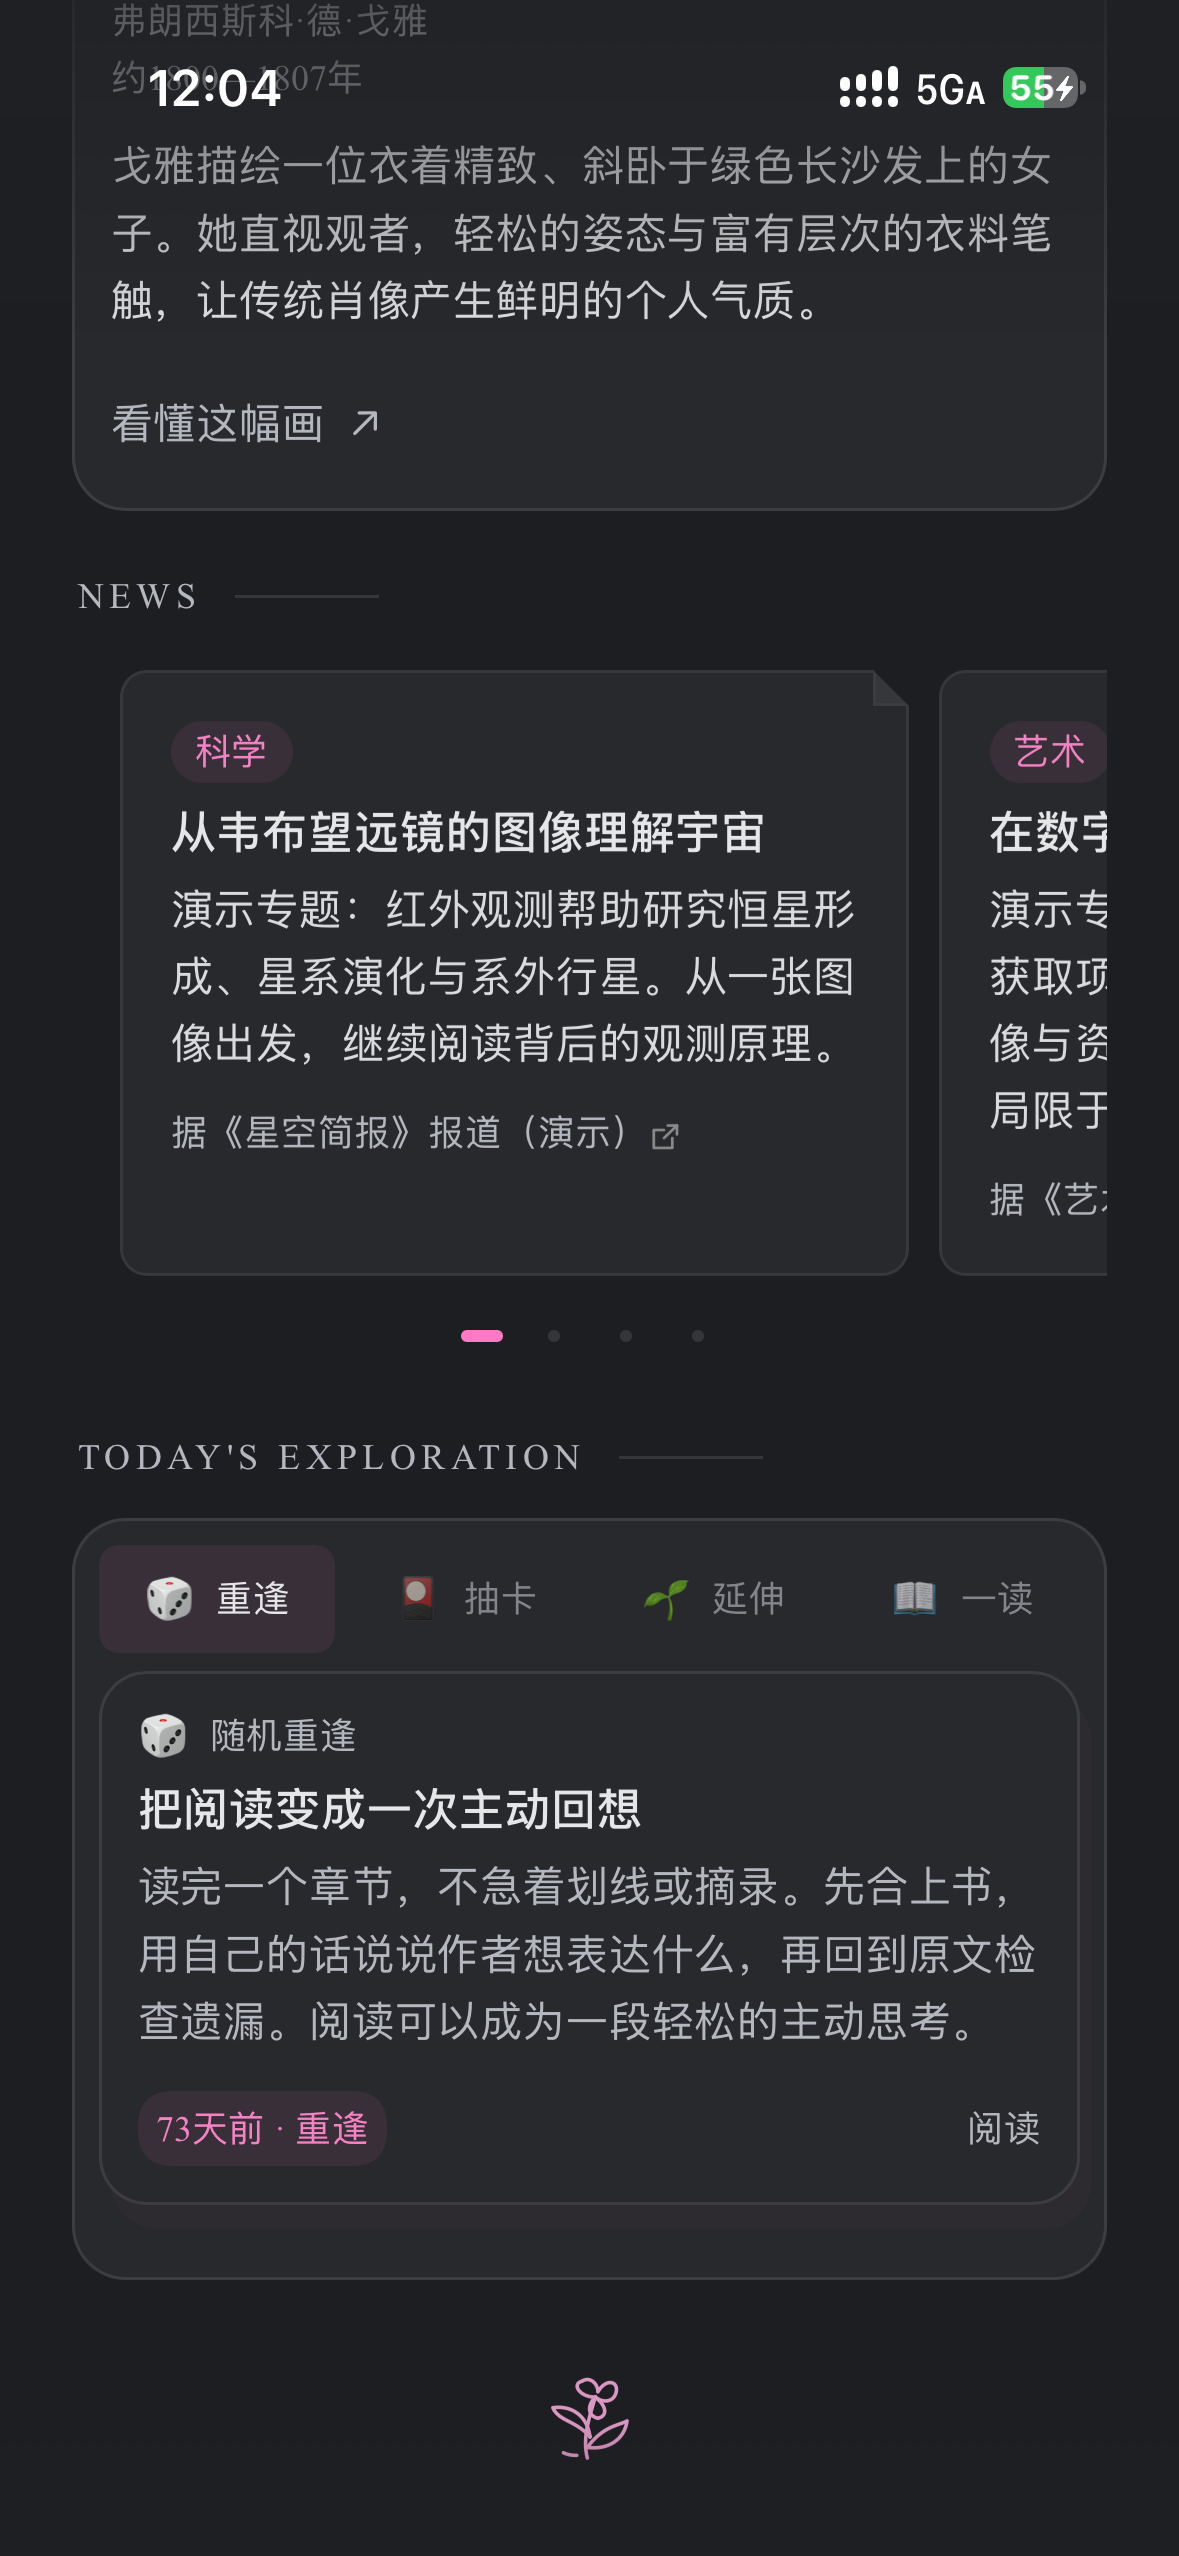 弗朗西斯科·德·戈雅
约1800—1807年
12:04
5GA
55
戈雅描绘一位衣着精致、斜卧于绿色长沙发上的女
子。她直视观者，轻松的姿态与富有层次的衣料笔
触，让传统肖像产生鲜明的个人气质。
看懂这幅画 ↗
NEWS
科学
从韦布望远镜的图像理解宇宙
演示专题：红外观测帮助研究恒星形
成、星系演化与系外行星。从一张图
像出发，继续阅读背后的观测原理。
据《星空简报》报道（演示）
艺术
在数字
演示专
获取项
像与资
局限于
据《艺术
TODAY'S EXPLORATION
重逢
抽卡
延伸
一读
随机重逢
把阅读变成一次主动回想
读完一个章节，不急着划线或摘录。先合上书，
用自己的话说说作者想表达什么，再回到原文检
查遗漏。阅读可以成为一段轻松的主动思考。
73天前 · 重逢
阅读